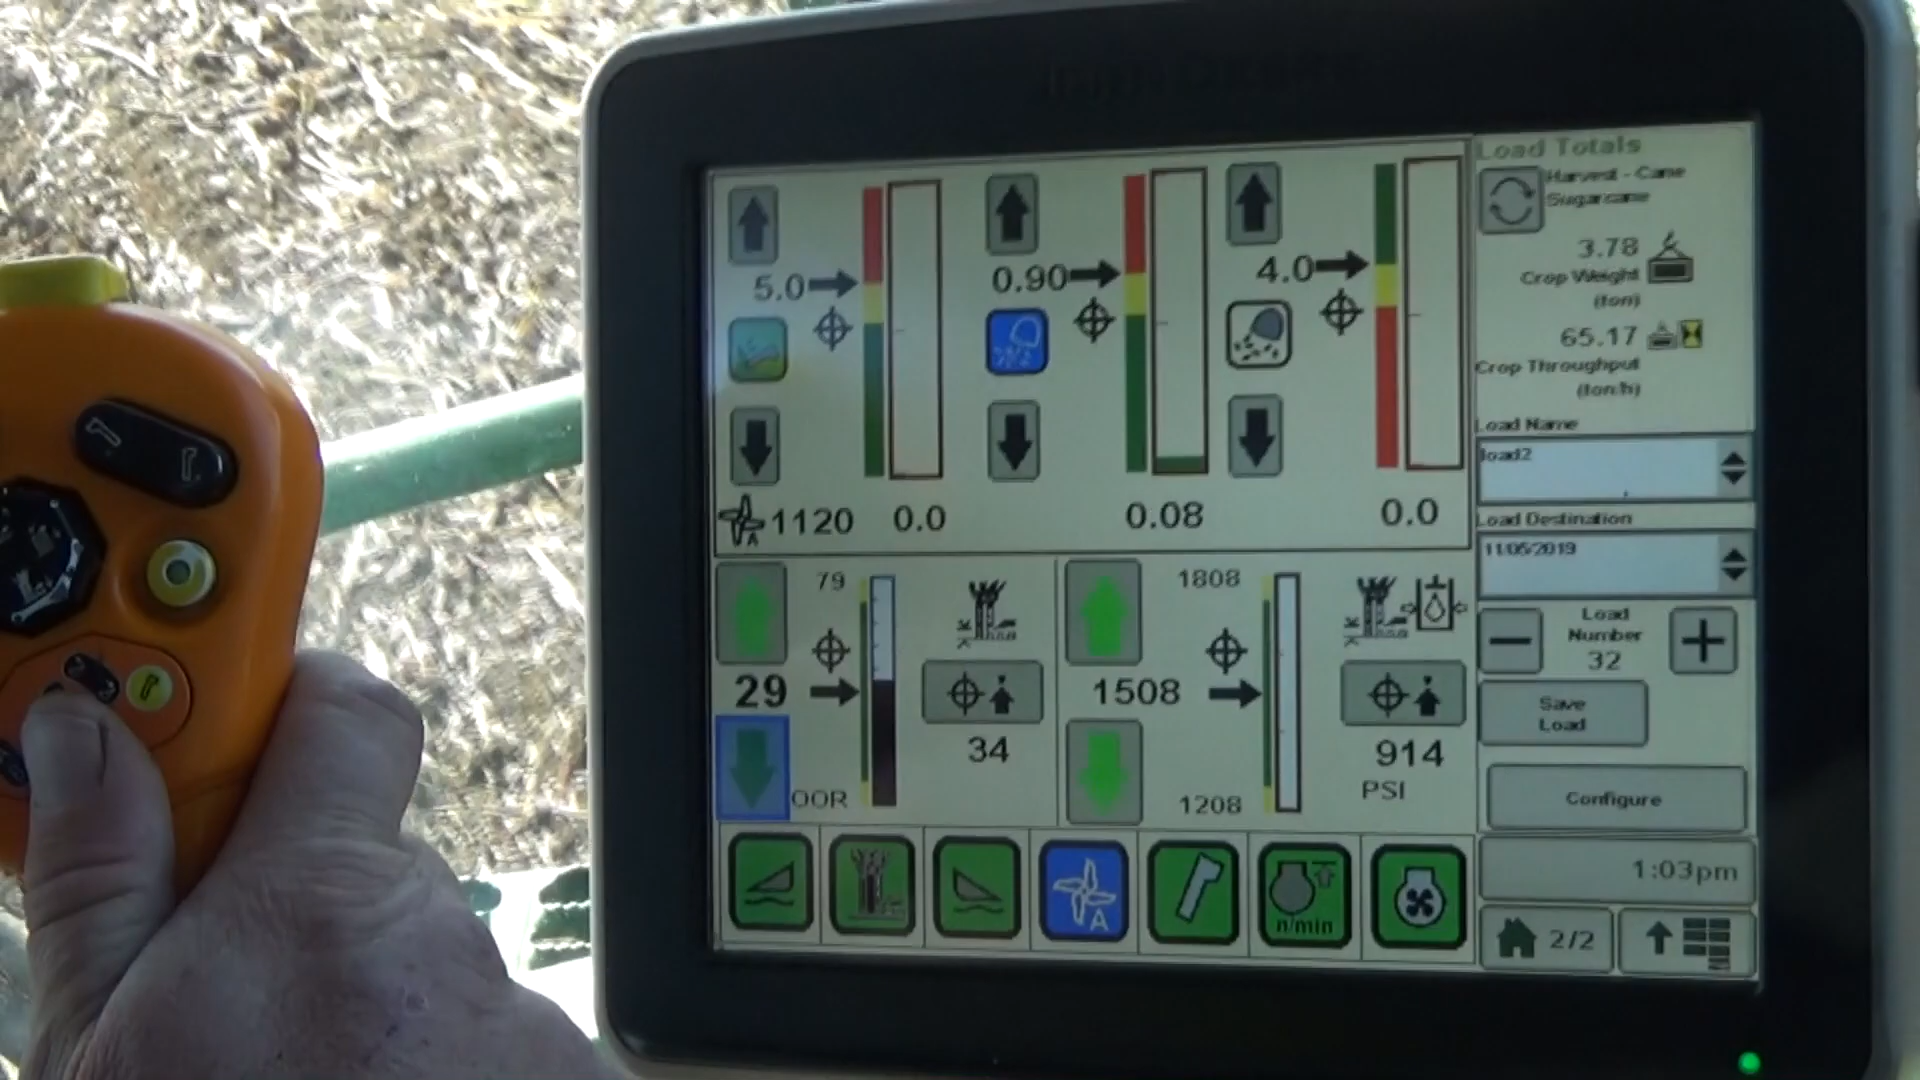 JOHN DEERE
Load Totals
Harvest - Cane
Sugarcane
3.78
Crop Weight
(ton)
65.17
Crop Throughput
(ton/h)
Load Name
load2
Load Destination
11/05/2019
Load
Number
32
Save
Load
Configure
1:03pm
2/2
5.0
0.90
4.0
A
1120
0.0
0.08
0.0
79
29
OOR
34
1808
1508
1208
914
PSI
A
n/min